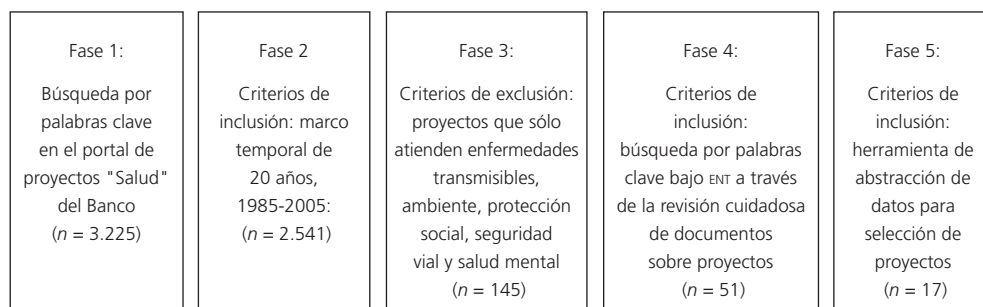 Fase 1:
Búsqueda por
palabras clave
en el portal de
proyectos "Salud"
del Banco
(n = 3.225)
Fase 2
Criterios de
inclusión: marco
temporal de
20 años,
1985-2005:
(n = 2.541)
Fase 3:
Criterios de exclusión:
proyectos que sólo
atienden enfermedades
transmisibles,
ambiente, protección
social, seguridad
vial y salud mental
(n = 145)
Fase 4:
Criterios de
inclusión:
búsqueda por palabras
clave bajo ENT a través
de la revisión cuidadosa
de documentos
sobre proyectos
(n = 51)
Fase 5:
Criterios de
inclusión:
herramienta de
abstracción de
datos para
selección de
proyectos
(n = 17)